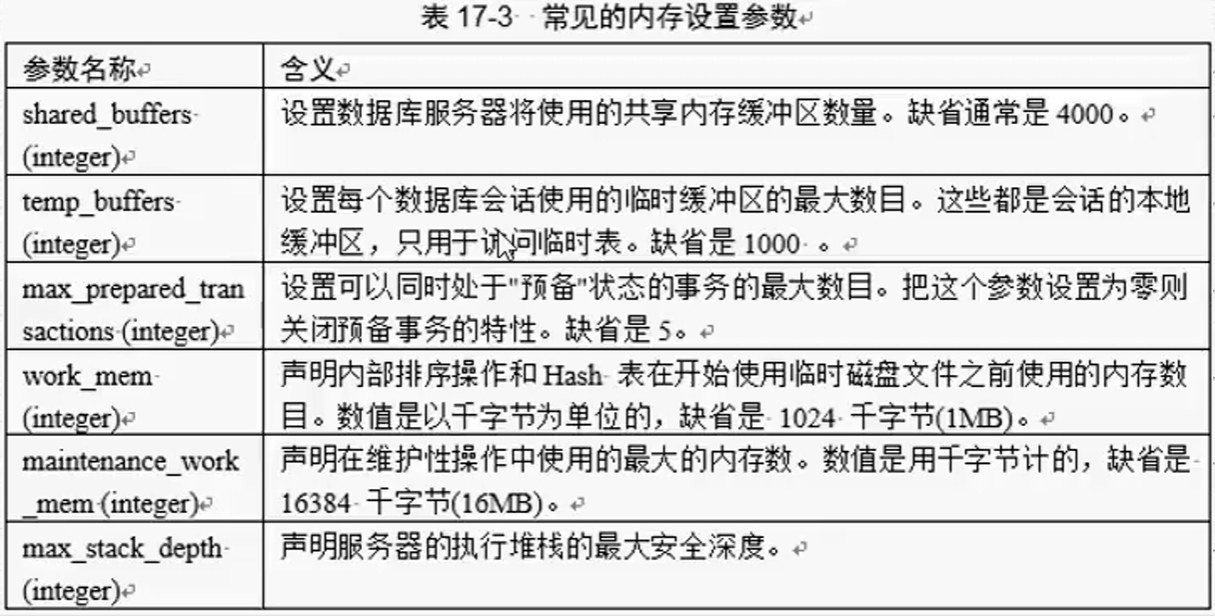 表 17-3 常见的内存设置参数
参数名称
含义
shared_buffers
(integer)
设置数据库服务器将使用的共享内存缓冲区数量。缺省通常是 4000。
temp_buffers
(integer)
设置每个数据库会话使用的临时缓冲区的最大数目。这些都是会话的本地
缓冲区，只用于访问临时表。缺省是 1000 。
max_prepared_tran
sactions (integer)
设置可以同时处于"预备"状态的事务的最大数目。把这个参数设置为零则
关闭预备事务的特性。缺省是 5。
work_mem
(integer)
声明内部排序操作和 Hash 表在开始使用临时磁盘文件之前使用的内存数
目。数值是以千字节为单位的，缺省是 1024 千字节(1MB)。
maintenance_work
_mem (integer)
声明在维护性操作中使用的最大的内存数。数值是用千字节计的，缺省是
16384 千字节(16MB)。
max_stack_depth
(integer)
声明服务器的执行堆栈的最大安全深度。